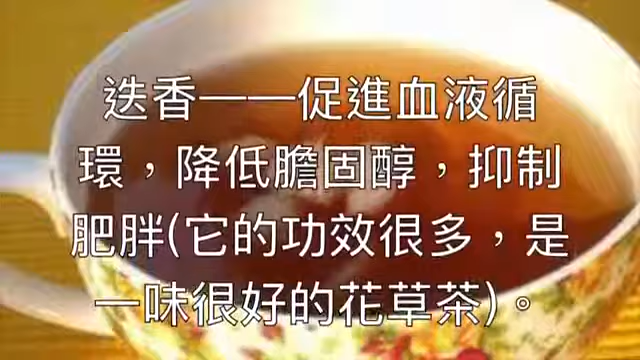 迭香——促進血液循
環，降低膽固醇，抑制
肥胖(它的功效很多，是
一味很好的花草茶)。